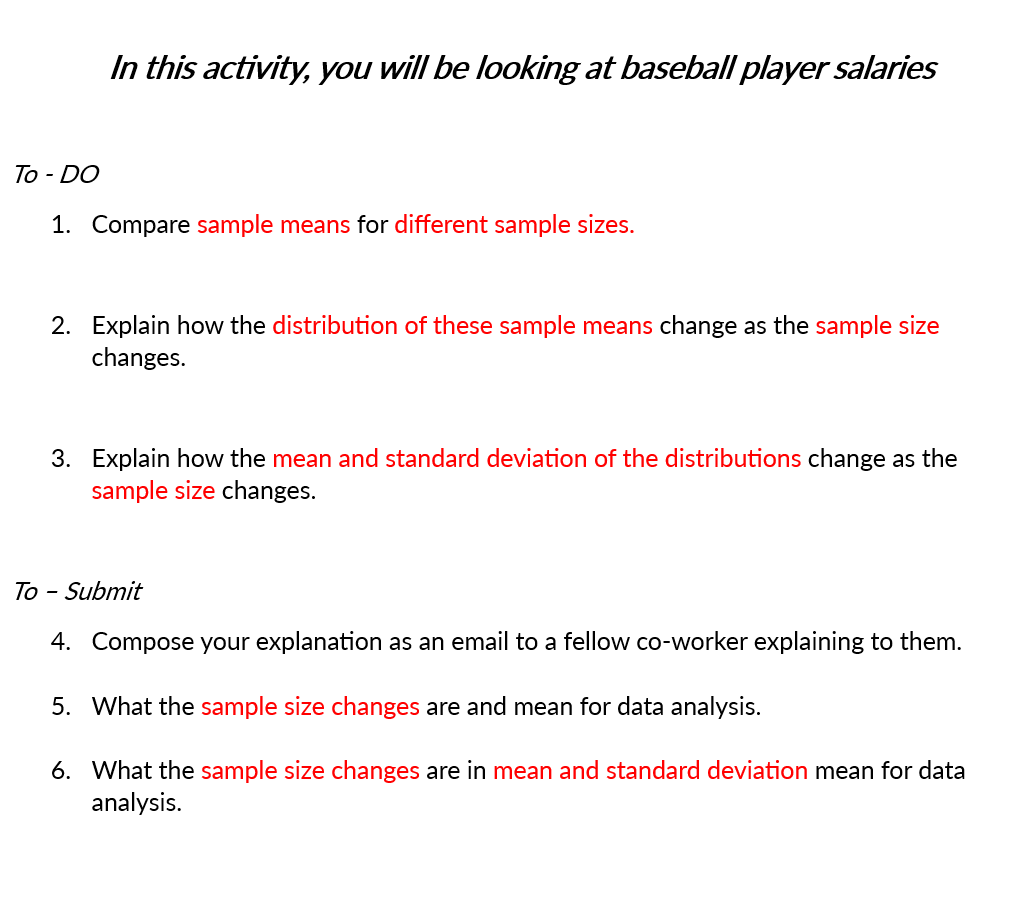 In this activity, you will be looking at baseball player salaries
To - DO
1. Compare sample means for different sample sizes.
2. Explain how the distribution of these sample means change as the sample size
changes.
3. Explain how the mean and standard deviation of the distributions change as the
sample size changes.
To – Submit
4. Compose your explanation as an email to a fellow co-worker explaining to them.
5. What the sample size changes are and mean for data analysis.
6. What the sample size changes are in mean and standard deviation mean for data
analysis.